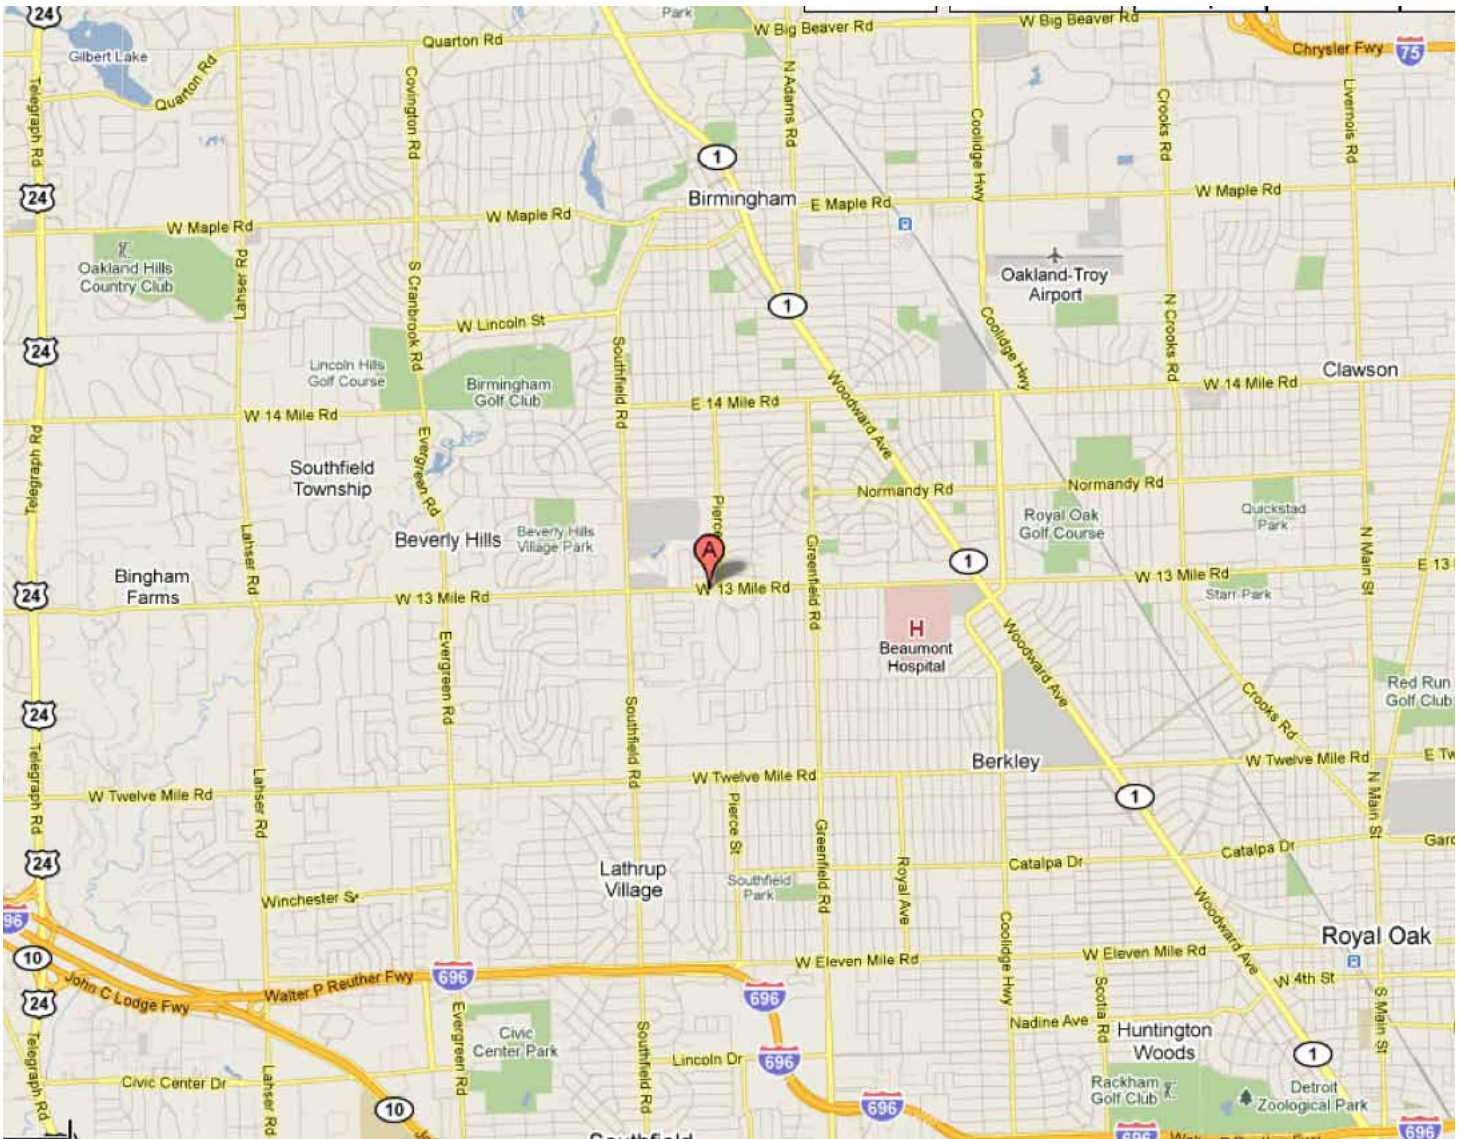 24
Park
W Big Beaver Rd
W Big Beaver Rd
Quarton Rd
Chrysler Fwy
75
Gilbert Lake
Quarton Rd
Telegraph Rd
Covington Rd
N Adams Rd
Coolidge Hwy
Crooks Rd
Livernois Rd
1
24
Birmingham
E Maple Rd
W Maple Rd
W Maple Rd
W Maple Rd
Oakland Hills
Country Club
Lahser Rd
S Cranbrook Rd
Oakland-Troy
Airport
1
W Lincoln St
24
Southfield Rd
Coolidge Hwy
N Crooks Rd
Lincoln Hills
Golf Course
Birmingham
Golf Club
Woodward Ave
Clawson
W 14 Mile Rd
E 14 Mile Rd
W 14 Mile Rd
Telegraph Rd
Evergreen Rd
Southfield
Township
Normandy Rd
Normandy Rd
Pierce
Royal Oak
Golf Course
Quickstad
Park
Beverly Hills
Beverly Hills
Village Park
Lahser Rd
Greenfield Rd
N Main St
A
1
Bingham
Farms
24
W 13 Mile Rd
W 13 Mile Rd
W 13 Mile Rd
E 13
Starr-Park
H
Beaumont
Hospital
Evergreen Rd
Woodward Ave
24
Southfield Rd
Crooks Rd
Red Run
Golf Club
Telegraph Rd
Lahser Rd
W Twelve Mile Rd
W Twelve Mile Rd
Berkley
W Twelve Mile Rd
E Tw
1
N Main St
Pierce St
Greenfield Rd
Royal Ave
24
Lathrup
Village
Southfield
Park
Catalpa Dr
Catalpa Dr
Gard
Winchester St
96
Coolidge Hwy
Woodward Ave
Royal Oak
10
W Eleven Mile Rd
W Eleven Mile Rd
John C Lodge Fwy
Walter P Reuther Fwy
696
696
N 4th St
24
Scotia Rd
S Main St
Telegraph Rd
Evergreen Rd
Civic
Center Park
Southfield Rd
Nadine Ave
Huntington
Woods
Lincoln Dr
696
1
Civic Center Dr
Lahser Rd
Rackham
Golf Club
Detroit
Zoological Park
10
696
Southfield
696
696